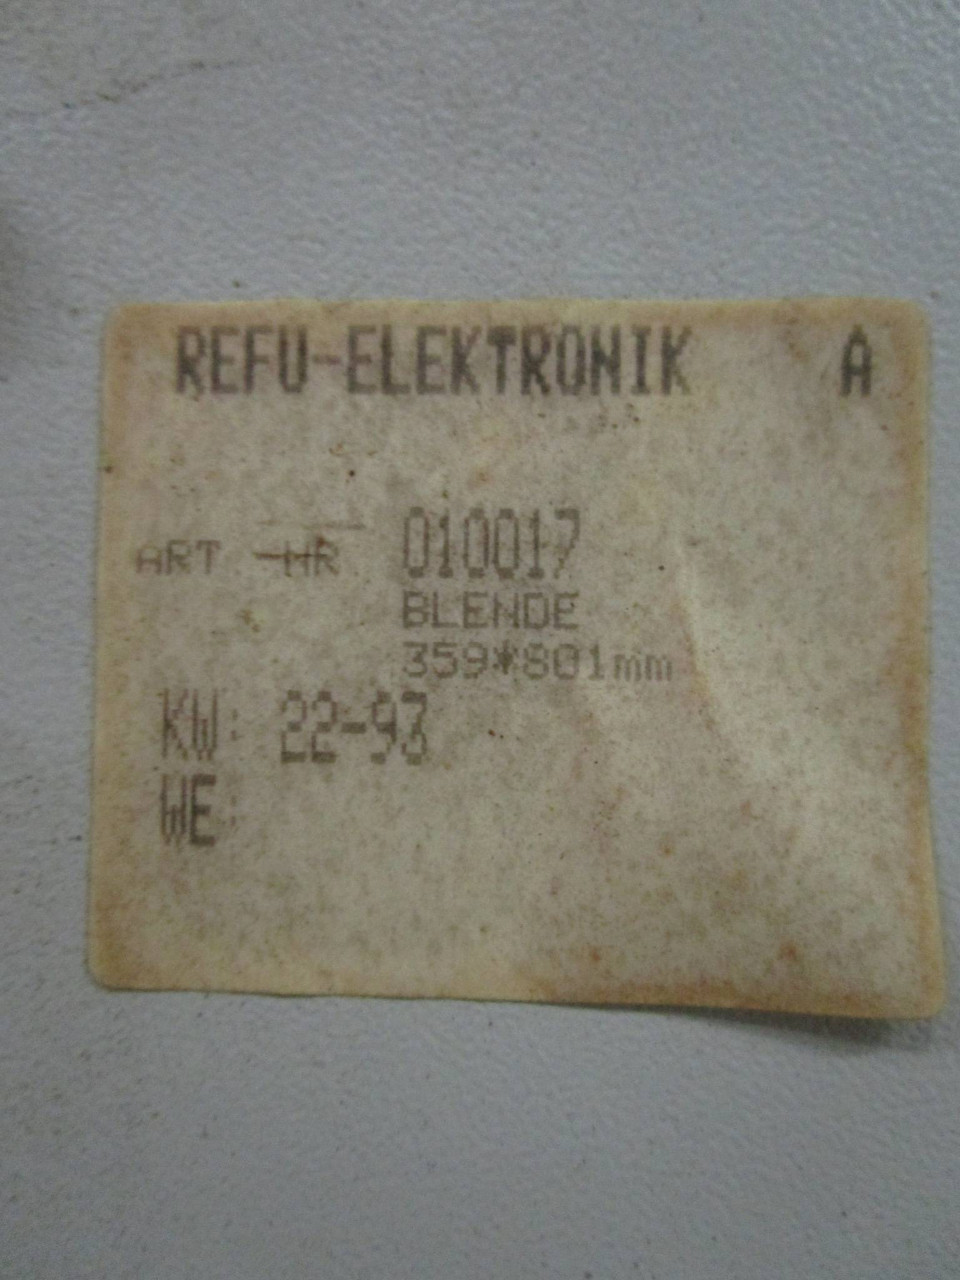 REFU-ELEKTRONIK A
ART -NR 010017
BLENDE
359*801mm
KW: 22-93
WE: